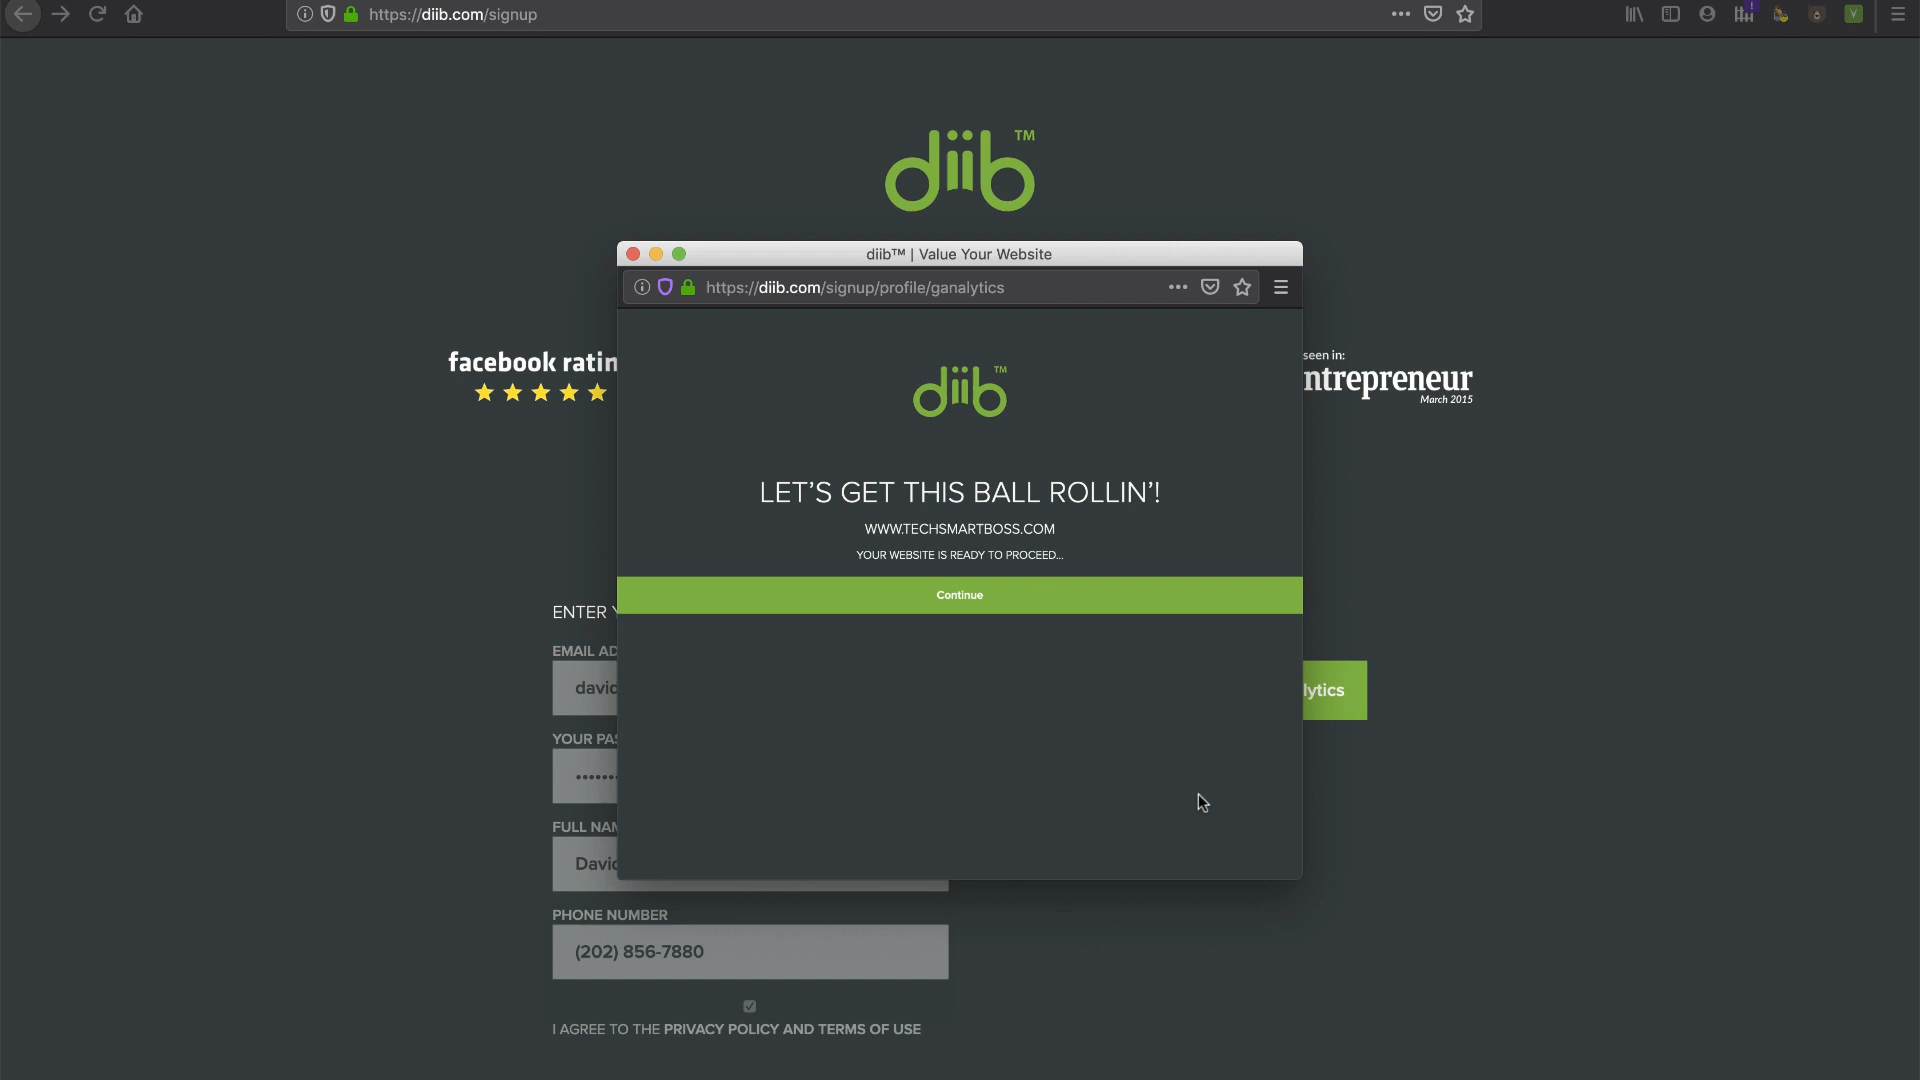 https://diib.com/signup
diib™
diib™ | Value Your Website
https://diib.com/signup/profile/ganalytics
diib™
facebook ratin
seen in:
ntrepreneur
March 2015
LET’S GET THIS BALL ROLLIN’!
WWW.TECHSMARTBOSS.COM
YOUR WEBSITE IS READY TO PROCEED...
Continue
ENTER
EMAIL AD
david
lytics
YOUR PAS
FULL NAM
David
PHONE NUMBER
(202) 856-7880
I AGREE TO THE PRIVACY POLICY AND TERMS OF USE